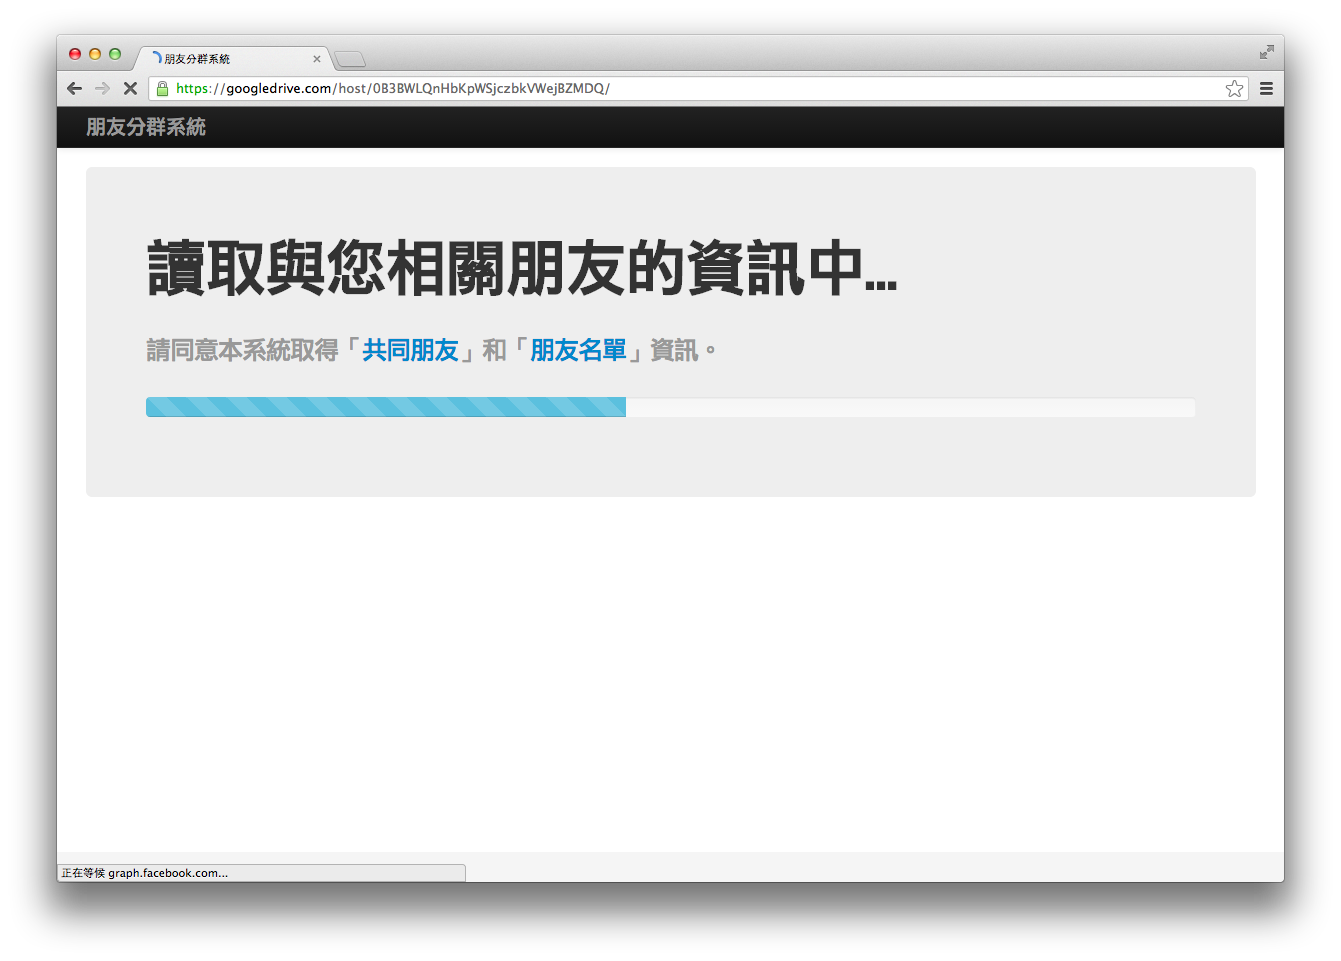 朋友分群系統
https://googledrive.com/host/0B3BWLQnHbKpWSjczbkVWejBZMDQ/
朋友分群系統
讀取與您相關朋友的資訊中...
請同意本系統取得「共同朋友」和「朋友名單」資訊。
正在等候 graph.facebook.com...